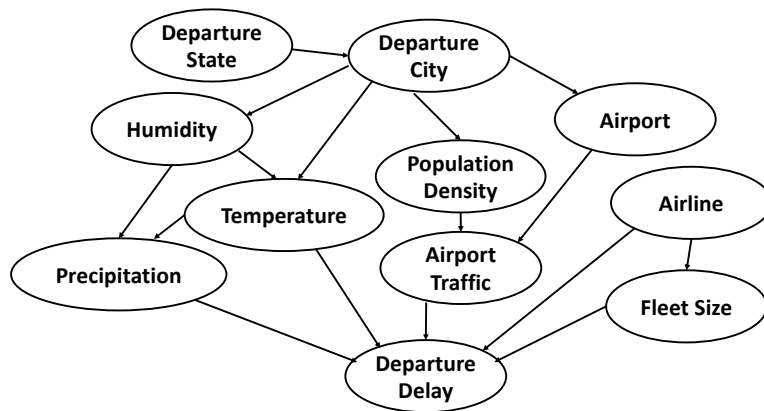 Departure
State
Departure
City
Humidity
Airport
Population
Density
Temperature
Airline
Precipitation
Airport
Traffic
Fleet Size
Departure
Delay